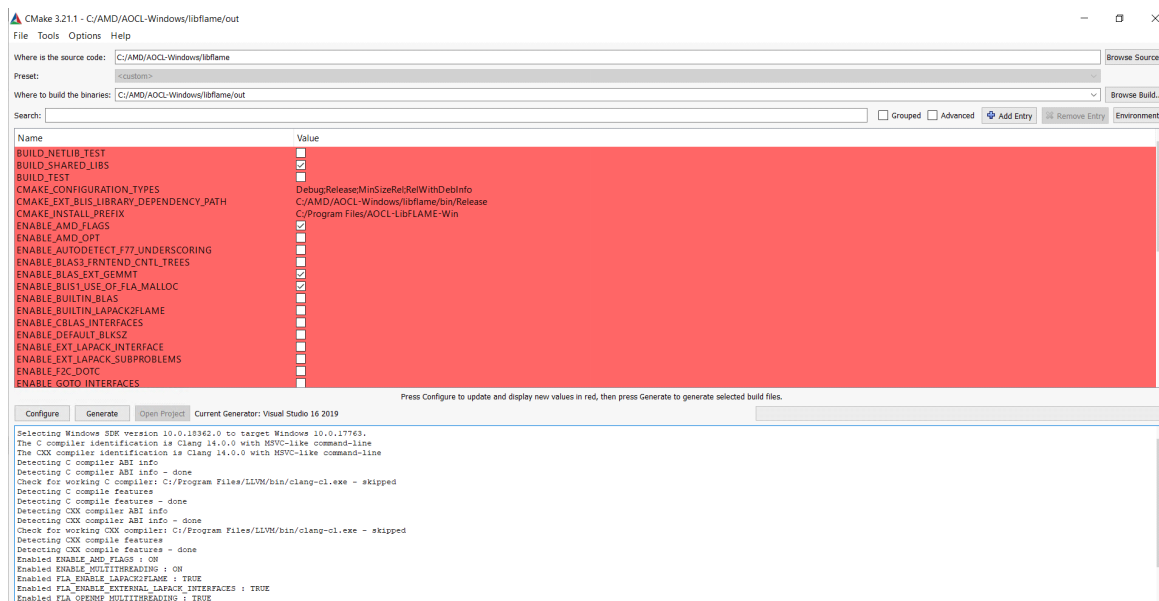 CMake 3.21.1 - C:/AMD/AOCL-Windows/libflame/out
File Tools Options Help
Where is the source code: C:/AMD/AOCL-Windows/libflame Browse Source
Preset: <custom>
Where to build the binaries: C:/AMD/AOCL-Windows/libflame/out Browse Build..
Search: Grouped Advanced Add Entry Remove Entry Environment
Name Value
BUILD_NETLIB_TEST
BUILD_SHARED_LIBS
BUILD_TEST
CMAKE_CONFIGURATION_TYPES Debug;Release;MinSizeRel;RelWithDebInfo
CMAKE_EXT_BLIS_LIBRARY_DEPENDENCY_PATH C:/AMD/AOCL-Windows/libflame/bin/Release
CMAKE_INSTALL_PREFIX C:/Program Files/AOCL-LibFLAME-Win
ENABLE_AMD_FLAGS
ENABLE_AMD_OPT
ENABLE_AUTODETECT_F77_UNDERSCORING
ENABLE_BLAS3_FRNTEND_CNTL_TREES
ENABLE_BLAS_EXT_GEMMT
ENABLE_BLIS1_USE_OF_FLA_MALLOC
ENABLE_BUILTIN_BLAS
ENABLE_BUILTIN_LAPACK2FLAME
ENABLE_CBLAS_INTERFACES
ENABLE_DEFAULT_BLKSZ
ENABLE_EXT_LAPACK_INTERFACE
ENABLE_EXT_LAPACK_SUBPROBLEMS
ENABLE_F2C_DOTC
ENABLE_GOTO_INTERFACES
Press Configure to update and display new values in red, then press Generate to generate selected build files.
Configure Generate Open Project Current Generator: Visual Studio 16 2019
Selecting Windows SDK version 10.0.18362.0 to target Windows 10.0.17763.
The C compiler identification is Clang 14.0.0 with MSVC-like command-line
The CXX compiler identification is Clang 14.0.0 with MSVC-like command-line
Detecting C compiler ABI info
Detecting C compiler ABI info - done
Check for working C compiler: C:/Program Files/LLVM/bin/clang-cl.exe - skipped
Detecting C compile features
Detecting C compile features - done
Detecting CXX compiler ABI info
Detecting CXX compiler ABI info - done
Check for working CXX compiler: C:/Program Files/LLVM/bin/clang-cl.exe - skipped
Detecting CXX compile features
Detecting CXX compile features - done
Enabled ENABLE_AMD_FLAGS : ON
Enabled ENABLE_MULTITHREADING : ON
Enabled FLA_ENABLE_LAPACK2FLAME : TRUE
Enabled FLA_ENABLE_EXTERNAL_LAPACK_INTERFACES : TRUE
Enabled FLA_OPENMP_MULTITHREADING : TRUE